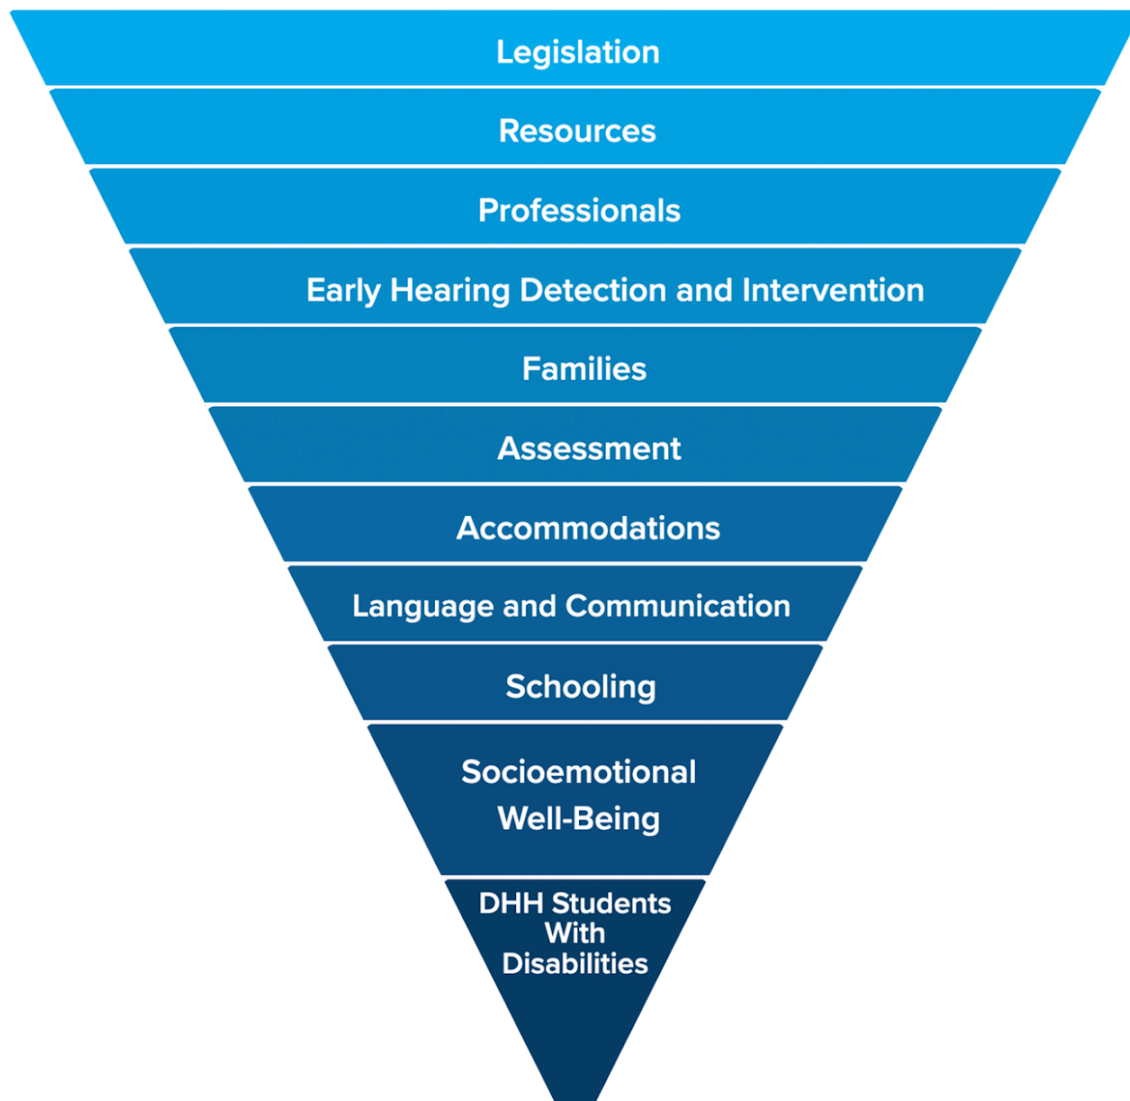 Legislation
Resources
Professionals
Early Hearing Detection and Intervention
Families
Assessment
Accommodations
Language and Communication
Schooling
Socioemotional
Well-Being
DHH Students
With
Disabilities